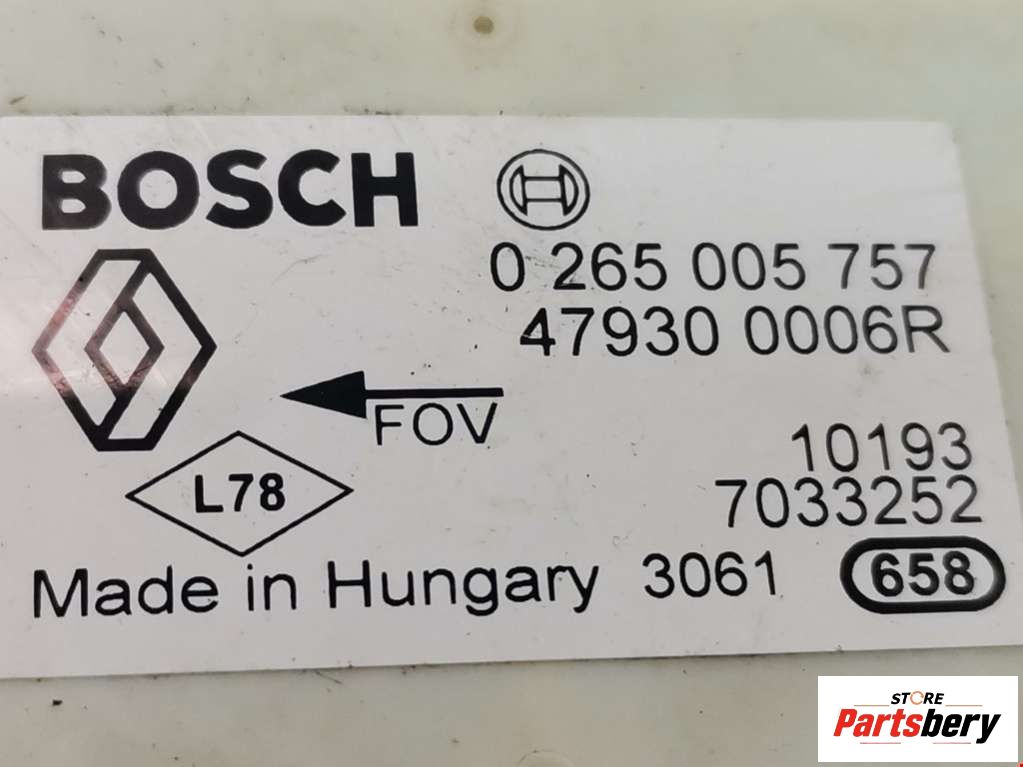 BOSCH
0 265 005 757
47930 0006R
FOV
10193
L78
7033252
Made in Hungary 3061 658
STORE
Partsbery